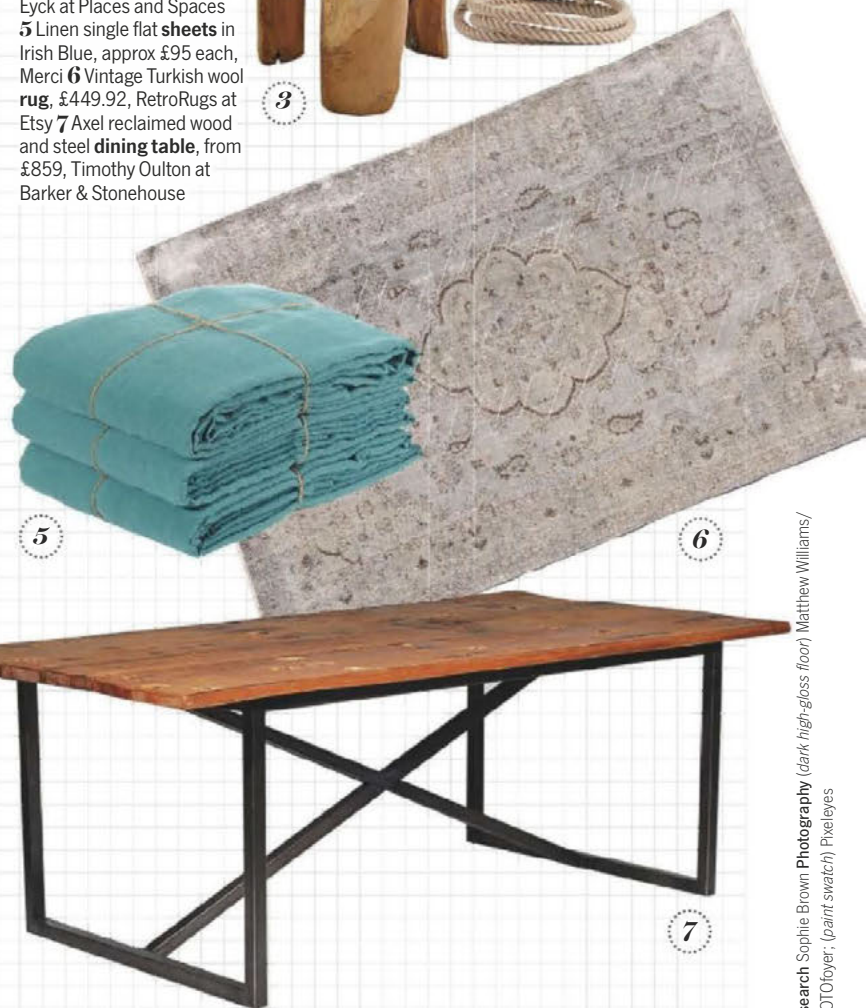 Eyck at Places and Spaces
5 Linen single flat sheets in
Irish Blue, approx £95 each,
Merci 6 Vintage Turkish wool
rug, £449.92, RetroRugs at
Etsy 7 Axel reclaimed wood
and steel dining table, from
£859, Timothy Oulton at
Barker & Stonehouse
3
5
6
7
Sophie Brown Photography (dark high-gloss floor) Matthew Williams/
(paint swatch) Pixeleyes